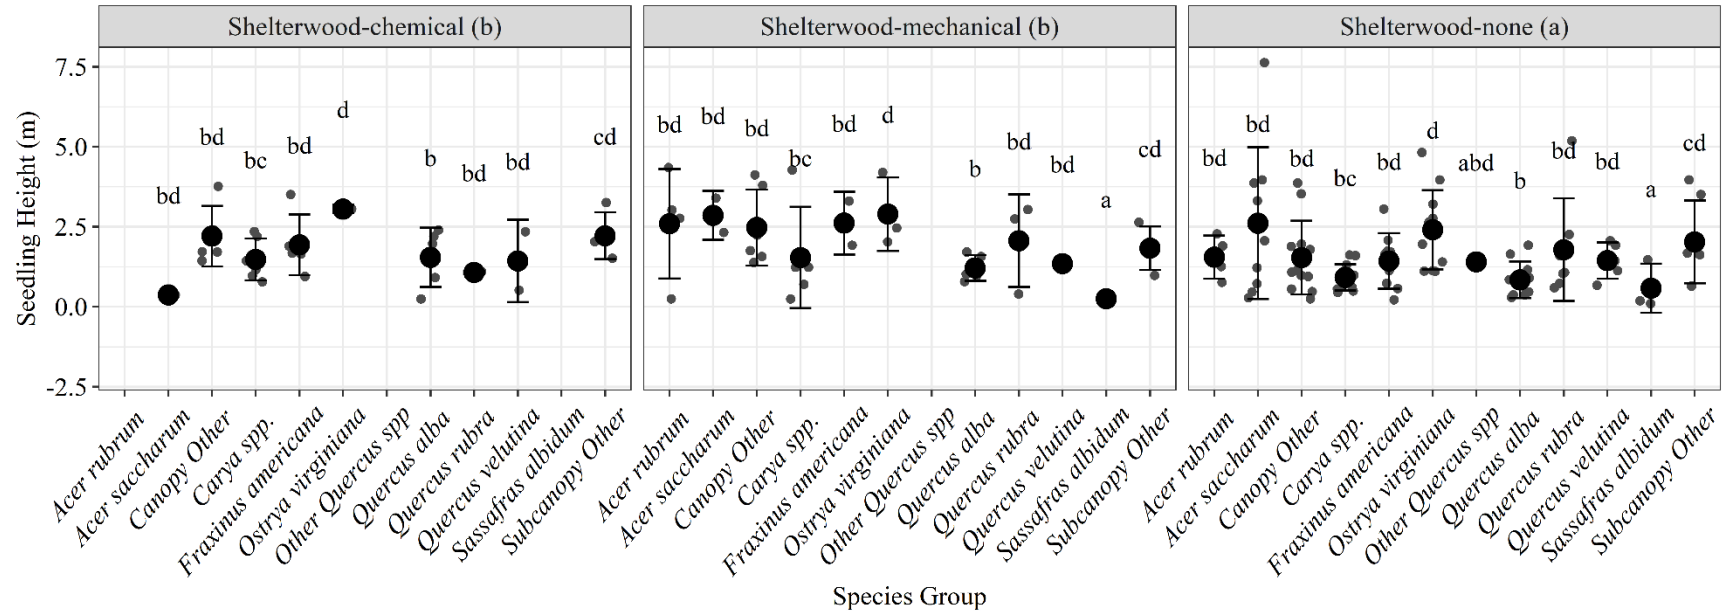 Shelterwood-chemical (b) Shelterwood-mechanical (b) Shelterwood-none (a)
Seedling Height (m)
7.5
5.0
2.5
0.0
-2.5
bd bd bc bd d b bd bd cd
bd bd bd bc bd d b bd bd a cd
bd bd bd bc bd d abd b bd bd a cd
Acer rubrum
Acer saccharum
Canopy Other
Carya spp.
Fraxinus americana
Ostrya virginiana
Other Quercus spp
Quercus alba
Quercus rubra
Quercus velutina
Sassafras albidum
Subcanopy Other
Acer rubrum
Acer saccharum
Canopy Other
Carya spp.
Fraxinus americana
Ostrya virginiana
Other Quercus spp
Quercus alba
Quercus rubra
Quercus velutina
Sassafras albidum
Subcanopy Other
Acer rubrum
Acer saccharum
Canopy Other
Carya spp.
Fraxinus americana
Ostrya virginiana
Other Quercus spp
Quercus alba
Quercus rubra
Quercus velutina
Sassafras albidum
Subcanopy Other
Species Group